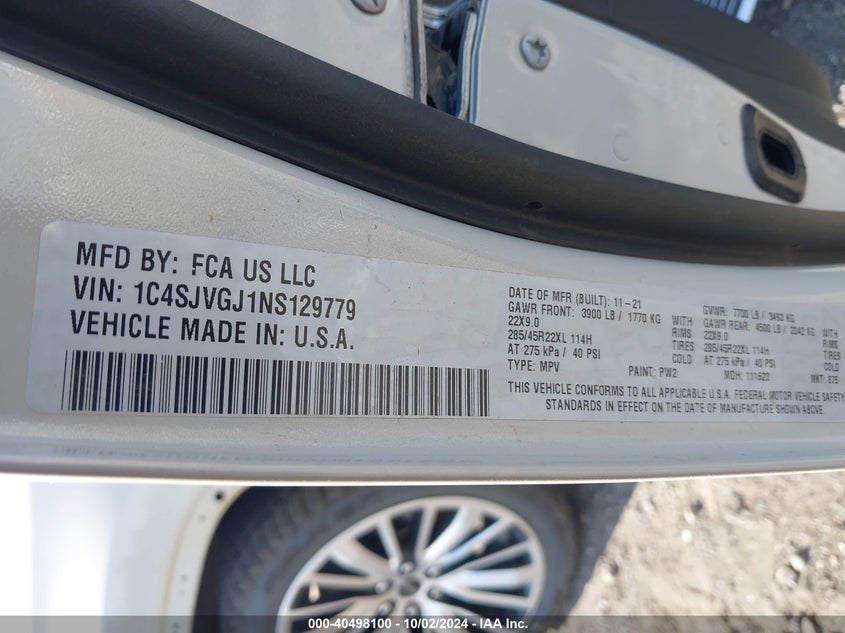 MFD BY: FCA US LLC
VIN: 1C4SJVGJ1NS129779
VEHICLE MADE IN: U.S.A.
DATE OF MFR (BUILT): 11-21 GVWR: 7700 LB / 3493 KG
GAWR FRONT: 3900 LB / 1770 KG WITH GAWR REAR: 4500 LB / 2042 KG WITH
22X9.0 RIMS 22X9.0 RIMS
285/45R22XL 114H TIRES 285/45R22XL 114H TIRES
AT 275 kPa / 40 PSI COLD AT 275 kPa / 40 PSI COLD
TYPE: MPV PAINT: PW2 MDH: 111623 MKT: 875
THIS VEHICLE CONFORMS TO ALL APPLICABLE U.S.A. FEDERAL MOTOR VEHICLE SAFETY
STANDARDS IN EFFECT ON THE DATE OF MANUFACTURE SHOWN ABOVE.
000-40498100 - 10/02/2024 - IAA Inc.